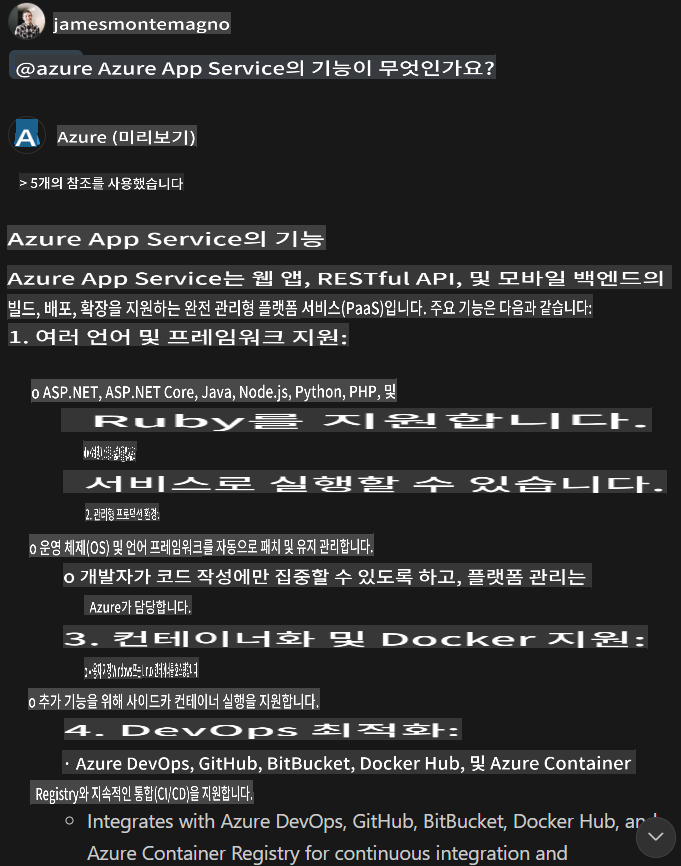 jamesmontemagno
@azure Azure App Service의 기능이 무엇인가요?
A
Azure (미리보기)
> 5개의 참조를 사용했습니다
Azure App Service의 기능
Azure App Service는 웹 앱, RESTful API, 및 모바일 백엔드의
빌드, 배포, 확장을 지원하는 완전 관리형 플랫폼 서비스(PaaS)입니다. 주요 기능은 다음과 같습니다:
1. 여러 언어 및 프레임워크 지원:
o ASP.NET, ASP.NET Core, Java, Node.js, Python, PHP, 및
Ruby를 지원합니다.
서비스로 실행할 수 있습니다.
2. 관리형 프로덕션 환경:
o 운영 체제(OS) 및 언어 프레임워크를 자동으로 패치 및 유지 관리합니다.
o 개발자가 코드 작성에만 집중할 수 있도록 하고, 플랫폼 관리는
Azure가 담당합니다.
3. 컨테이너화 및 Docker 지원:
o 추가 기능을 위해 사이드카 컨테이너 실행을 지원합니다.
4. DevOps 최적화:
· Azure DevOps, GitHub, BitBucket, Docker Hub, 및 Azure Container
Registry와 지속적인 통합(CI/CD)을 지원합니다.
○ Integrates with Azure DevOps, GitHub, BitBucket, Docker Hub, and
Azure Container Registry for continuous integration and